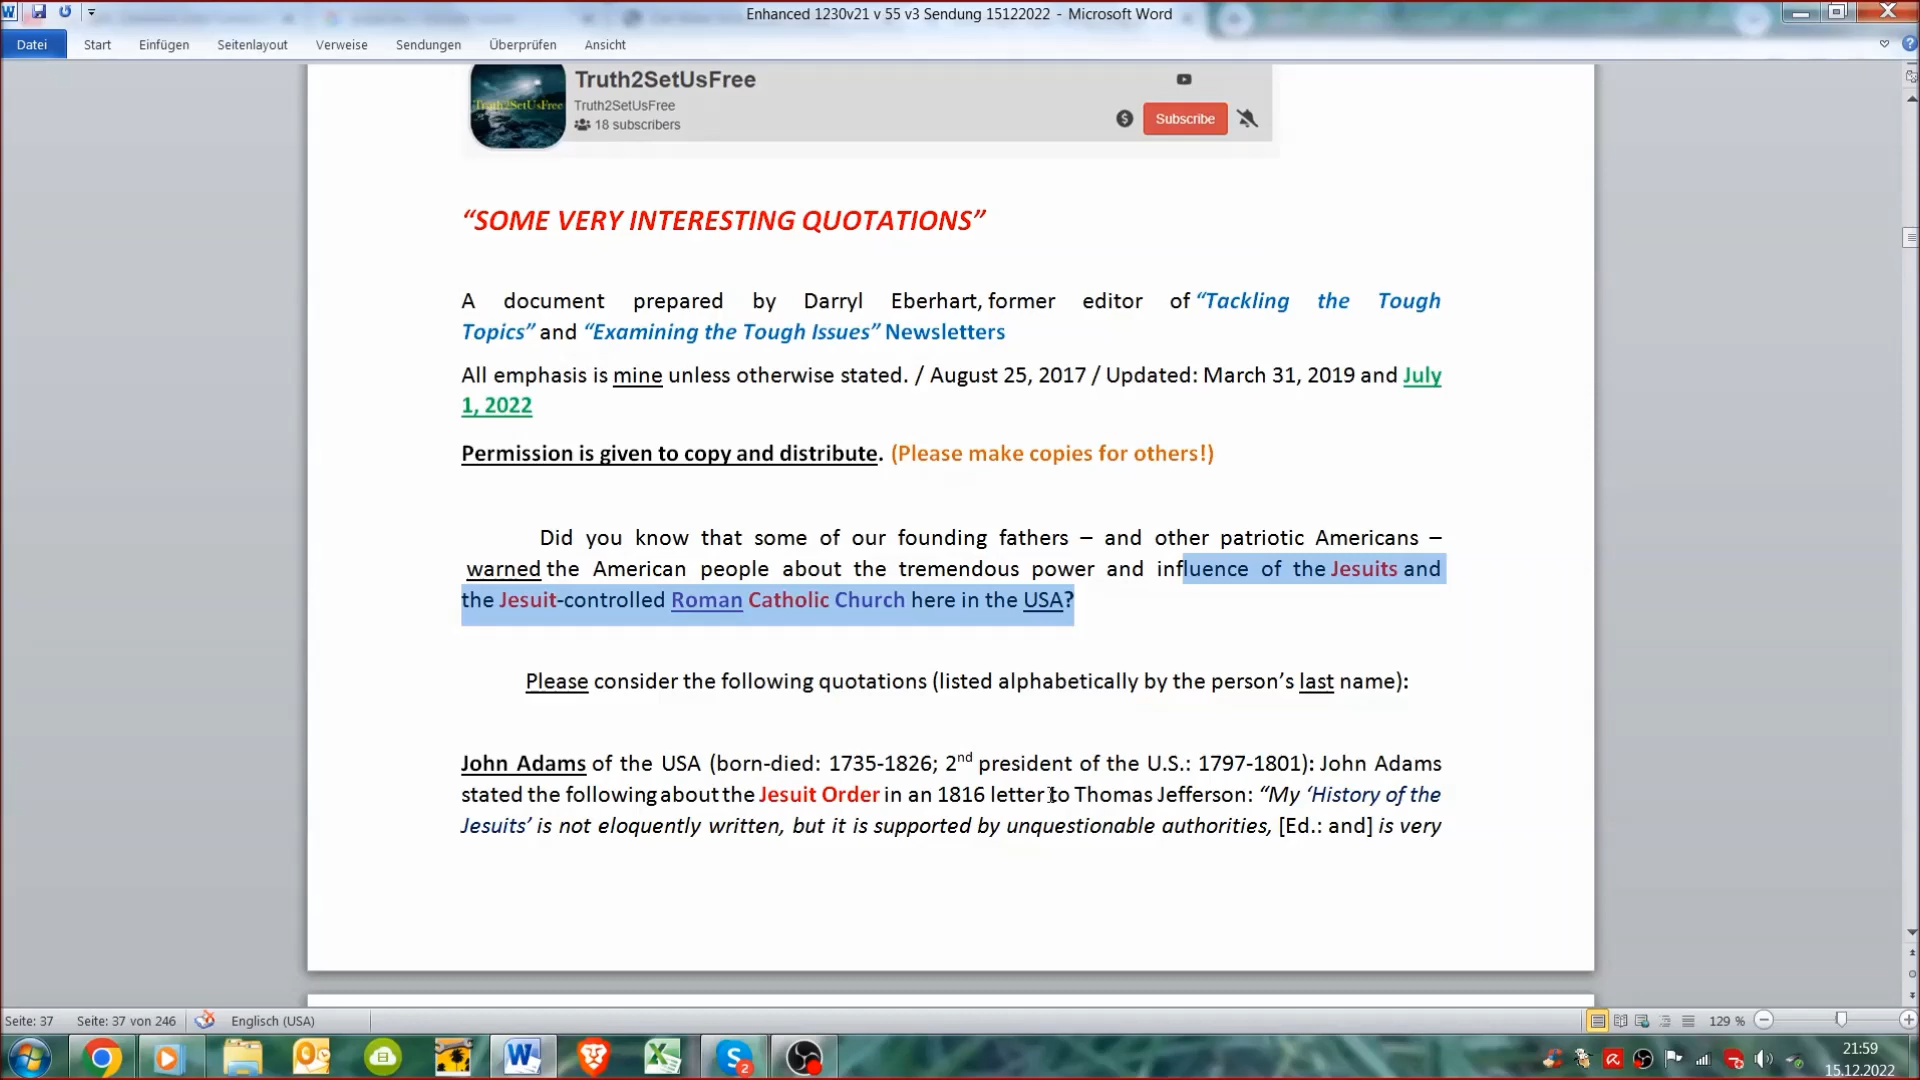 Enhanced 1230v21 v 55 v3 Sendung 15122022 - Microsoft Word
Datei Start Einfügen Seitenlayout Verweise Sendungen Überprüfen Ansicht
Truth2SetUsFree
Truth2SetUsFree
Truth2SetUsFree
18 subscribers
Subscribe
“SOME VERY INTERESTING QUOTATIONS”
A document prepared by Darryl Eberhart, former editor of “Tackling the Tough
Topics” and “Examining the Tough Issues” Newsletters
All emphasis is mine unless otherwise stated. / August 25, 2017 / Updated: March 31, 2019 and July
1, 2022
Permission is given to copy and distribute. (Please make copies for others!)
Did you know that some of our founding fathers – and other patriotic Americans –
warned the American people about the tremendous power and influence of the Jesuits and
the Jesuit-controlled Roman Catholic Church here in the USA?
Please consider the following quotations (listed alphabetically by the person’s last name):
John Adams of the USA (born-died: 1735-1826; 2nd president of the U.S.: 1797-1801): John Adams
stated the following about the Jesuit Order in an 1816 letter to Thomas Jefferson: “My ‘History of the
Jesuits’ is not eloquently written, but it is supported by unquestionable authorities, [Ed.: and] is very
Seite: 37 Seite: 37 von 246 Englisch (USA) 129 %
2
21:59
15.12.2022